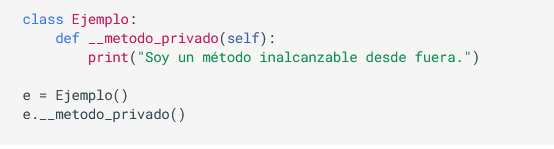 class Ejemplo:
    def __metodo_privado(self):
        print("Soy un método inalcanzable desde fuera.")

e = Ejemplo()
e.__metodo_privado()